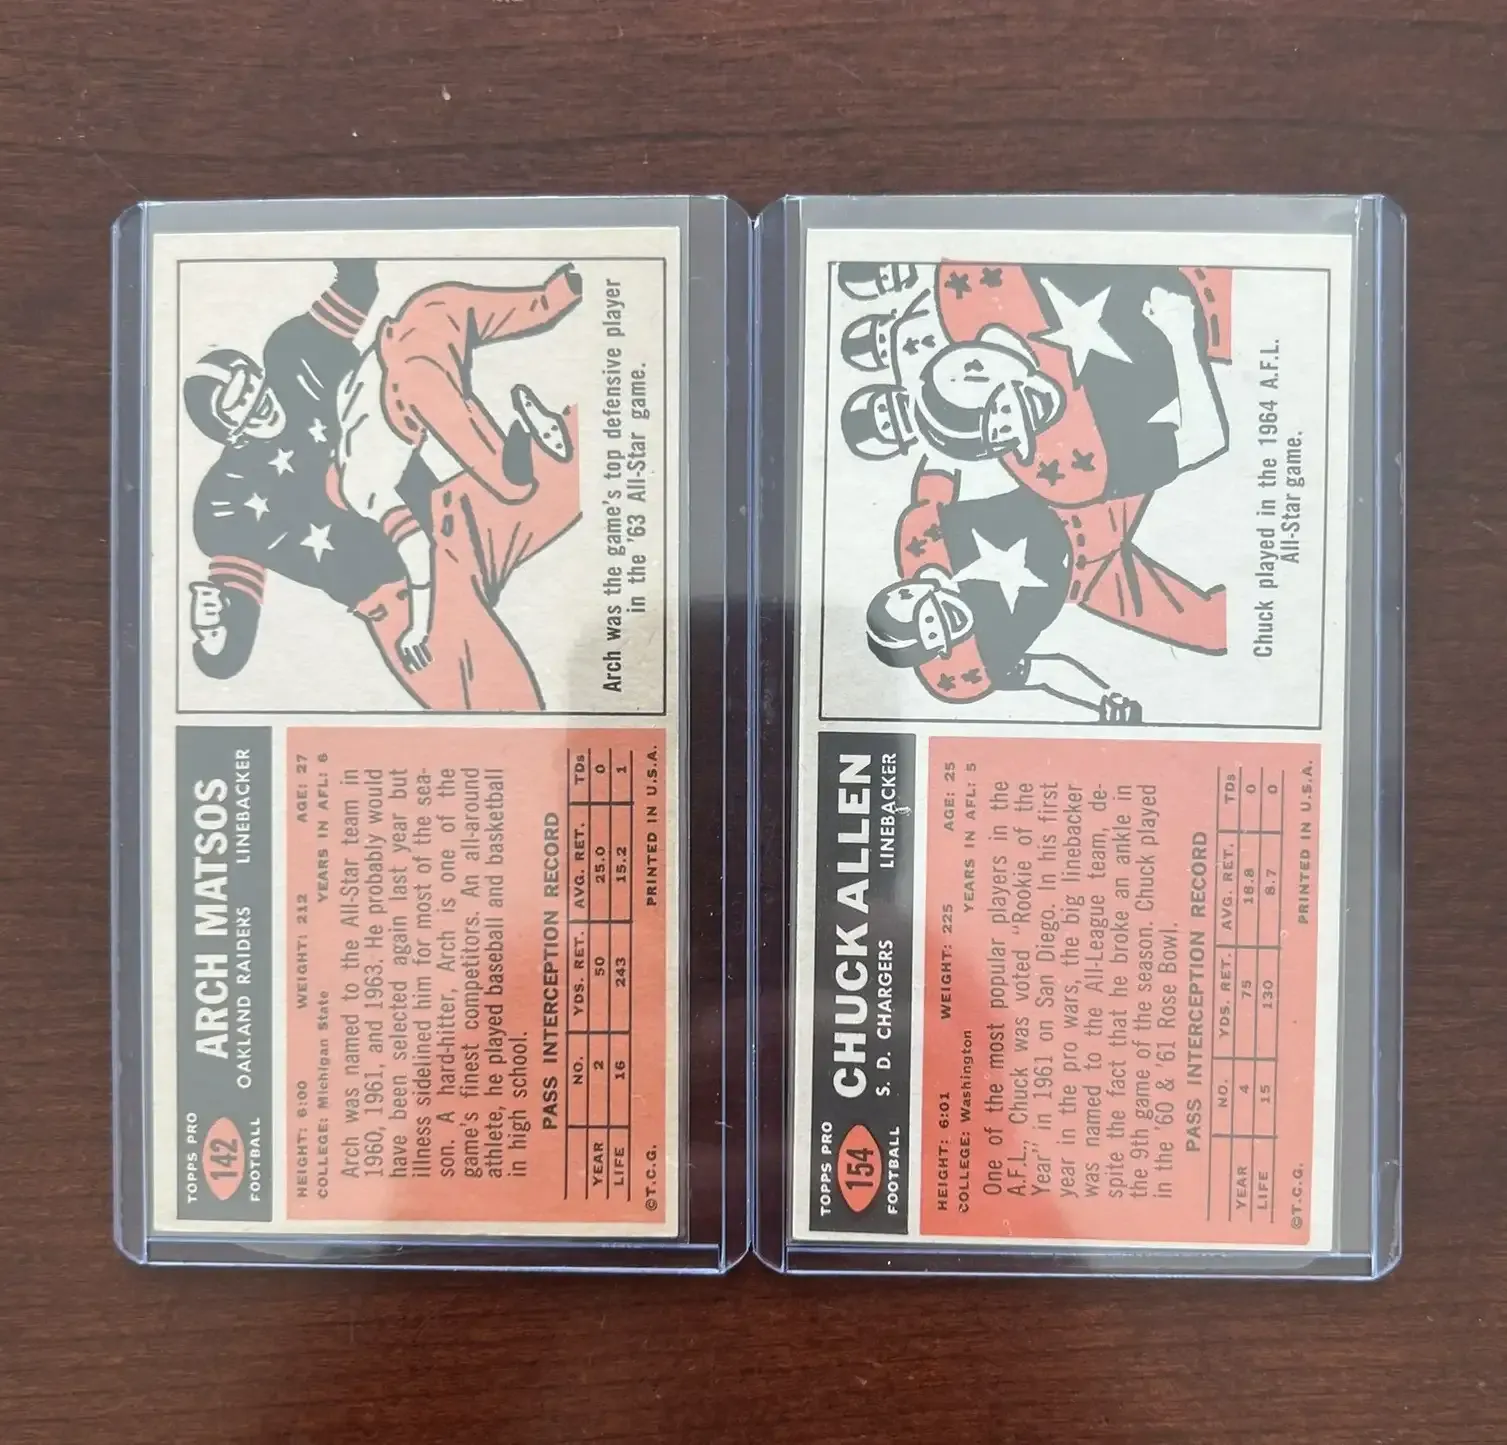 TOPPS PRO
142
FOOTBALL
ARCH MATSOS
OAKLAND RAIDERS LINEBACKER
HEIGHT: 6:00 WEIGHT: 212 AGE: 27
COLLEGE: Michigan State YEARS IN AFL: 6
Arch was named to the All-Star team in
1960, 1961, and 1963. He probably would
have been selected again last year but
illness sidelined him for most of the sea-
son. A hard-hitter, Arch is one of the
game's finest competitors. An all-around
athlete, he played baseball and basketball
in high school.
PASS INTERCEPTION RECORD
NO. YDS. RET. AVG. RET. TDs
YEAR 2 50 25.0 0
LIFE 16 243 15.2 1
©T.C.G. PRINTED IN U.S.A.
Arch was the game's top defensive player
in the '63 All-Star game.
TOPPS PRO
154
FOOTBALL
CHUCK ALLEN
S. D. CHARGERS LINEBACKER
HEIGHT: 6:01 WEIGHT: 225 AGE: 25
COLLEGE: Washington YEARS IN AFL: 5
One of the most popular players in the
A.F.L., Chuck was voted "Rookie of the
Year" in 1961 on San Diego. In his first
year in the pro wars, the big linebacker
was named to the All-League team, de-
spite the fact that he broke an ankle in
the 9th game of the season. Chuck played
in the '60 & '61 Rose Bowl.
PASS INTERCEPTION RECORD
NO. YDS. RET. AVG. RET. TDs
YEAR 4 75 18.8 0
LIFE 15 130 8.7 0
©T.C.G. PRINTED IN U.S.A.
Chuck played in the 1964 A.F.L.
All-Star game.